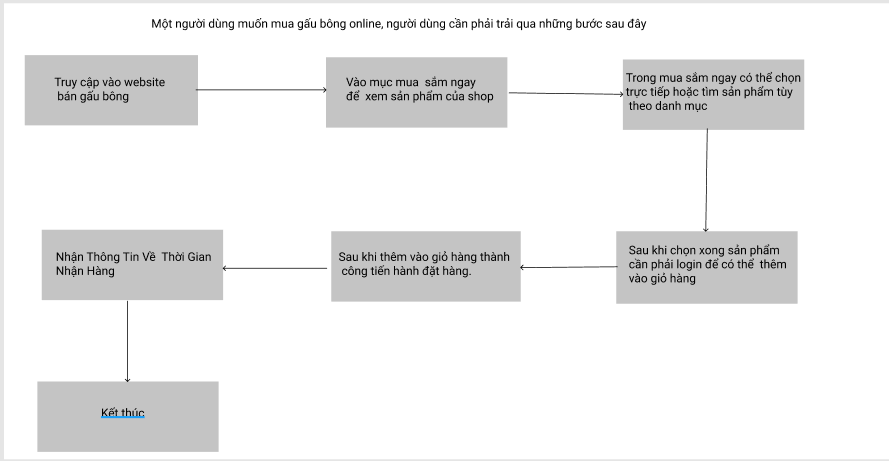 Một người dùng muốn mua gấu bông online, người dùng cần phải trải qua những bước sau đây
Truy cập vào website
bán gấu bông
Vào mục mua sắm ngay
để xem sản phẩm của shop
Trong mua sắm ngay có thể chọn
trực tiếp hoặc tìm sản phẩm tùy
theo danh mục
Sau khi chọn xong sản phẩm
cần phải login để có thể thêm
vào giỏ hàng
Sau khi thêm vào giỏ hàng thành
công tiến hành đặt hàng.
Nhận Thông Tin Về Thời Gian
Nhận Hàng
Kết thúc